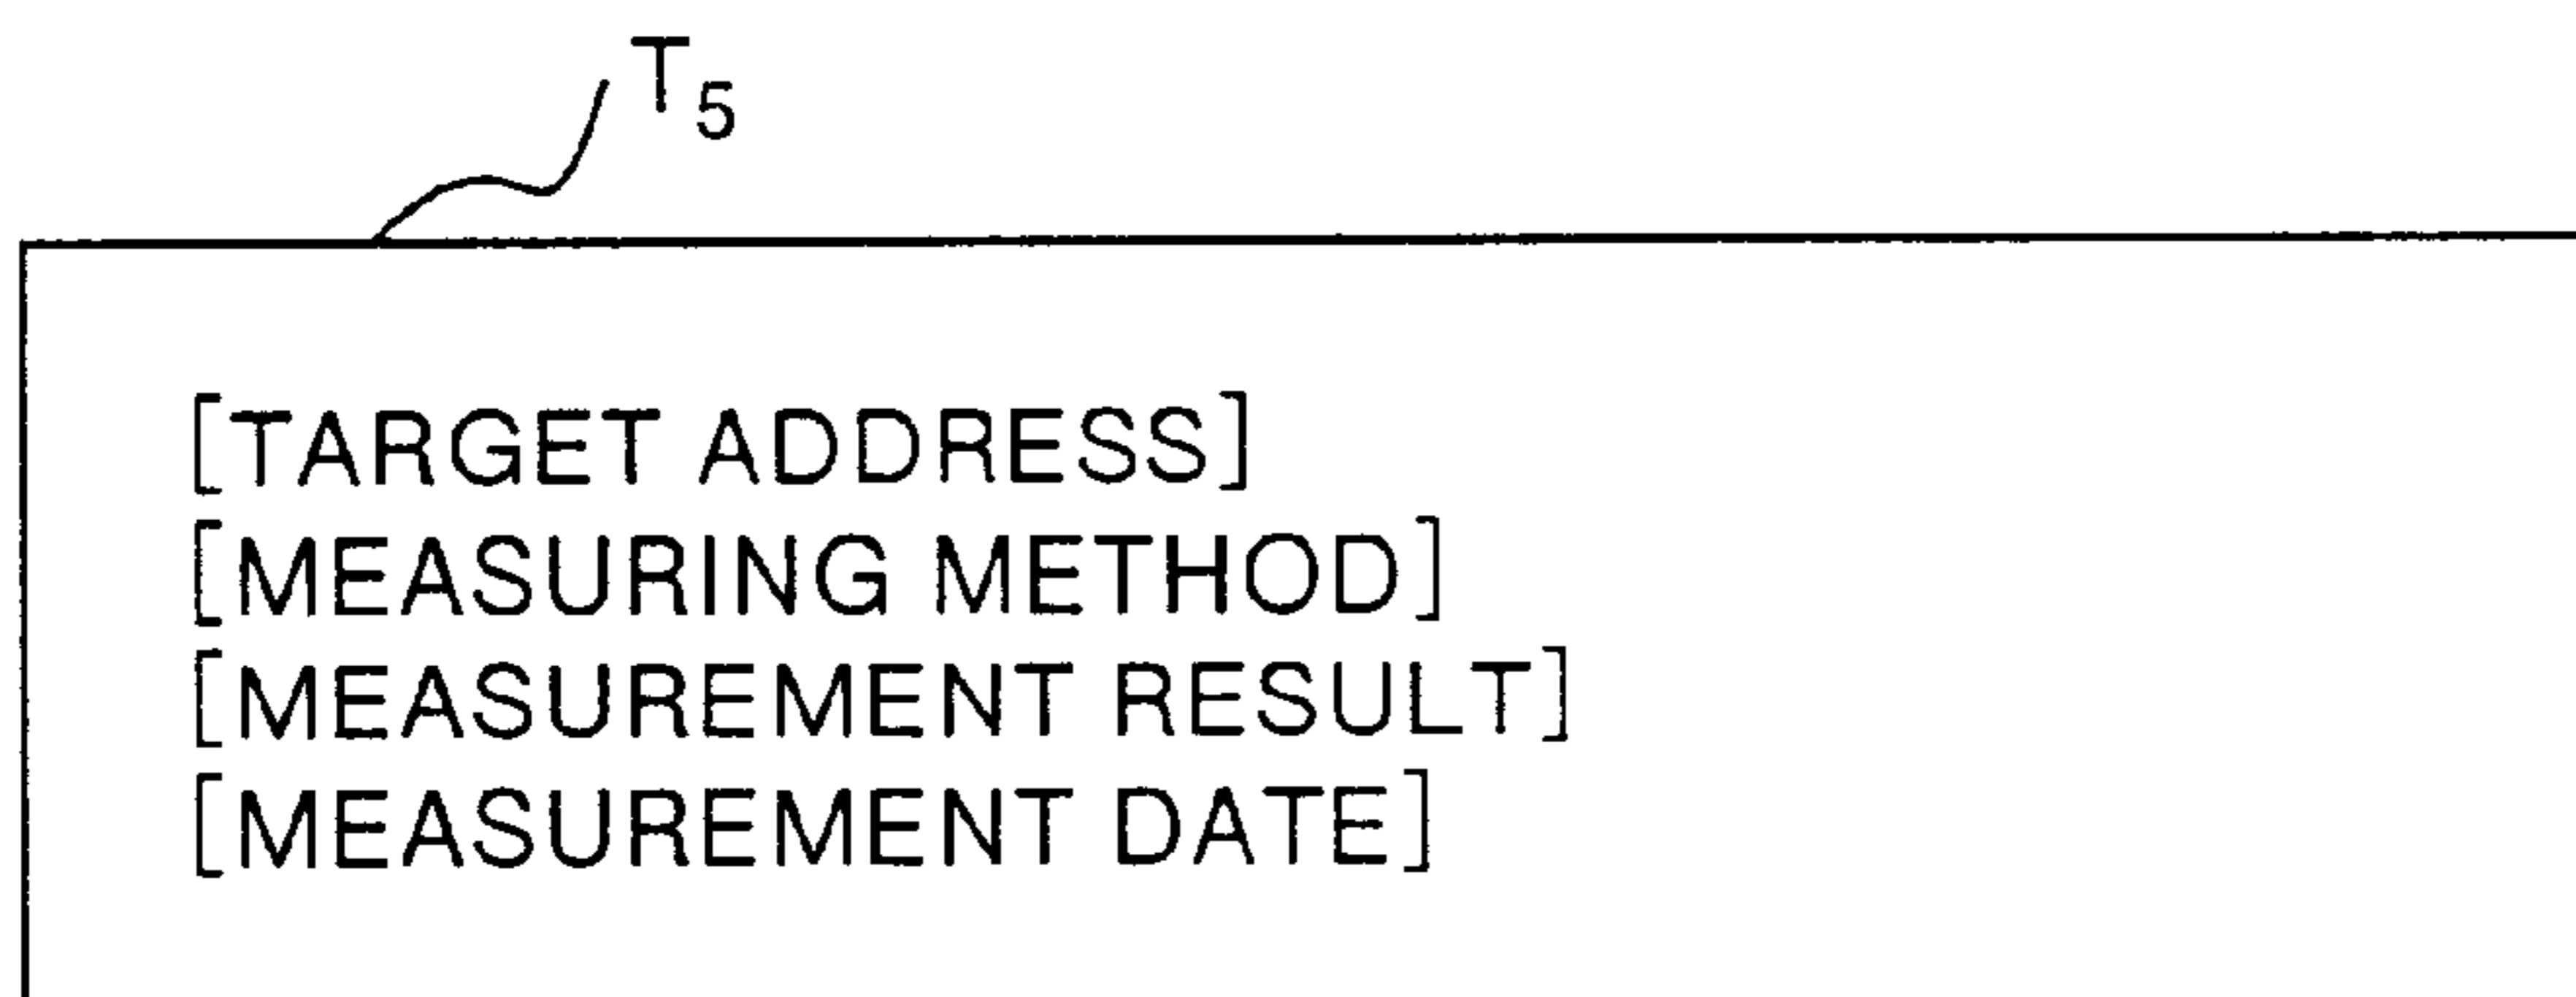 T5
[TARGET ADDRESS]
[MEASURING METHOD]
[MEASUREMENT RESULT]
[MEASUREMENT DATE]